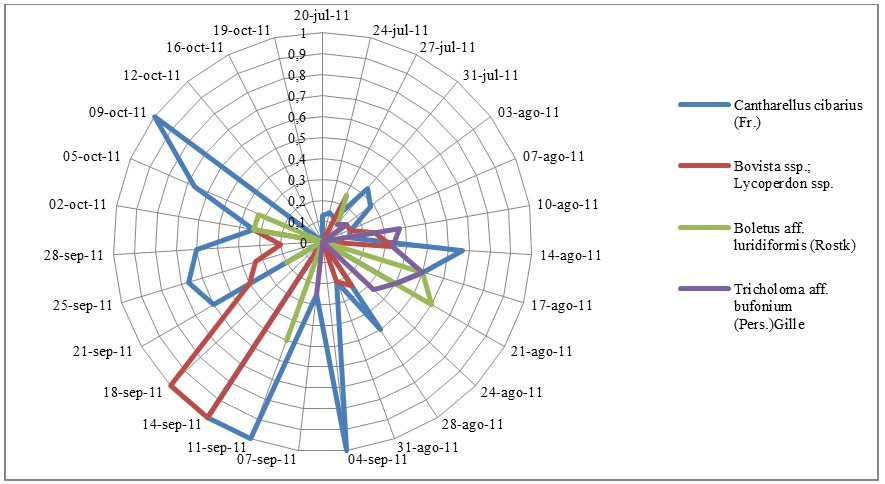 20-jul-11
24-jul-11
27-jul-11
31-jul-11
03-ago-11
07-ago-11
10-ago-11
14-ago-11
17-ago-11
21-ago-11
24-ago-11
28-ago-11
31-ago-11
04-sep-11
07-sep-11
11-sep-11
14-sep-11
18-sep-11
21-sep-11
25-sep-11
28-sep-11
02-oct-11
05-oct-11
09-oct-11
12-oct-11
16-oct-11
19-oct-11
1
0,9
0,8
0,7
0,6
0,5
0,4
0,3
0,2
0,1
0
Cantharellus cibarius
(Fr.)
Bovista ssp.;
Lycoperdon ssp.
Boletus aff.
luridiformis (Rostk)
Tricholoma aff.
bufonium
(Pers.)Gille